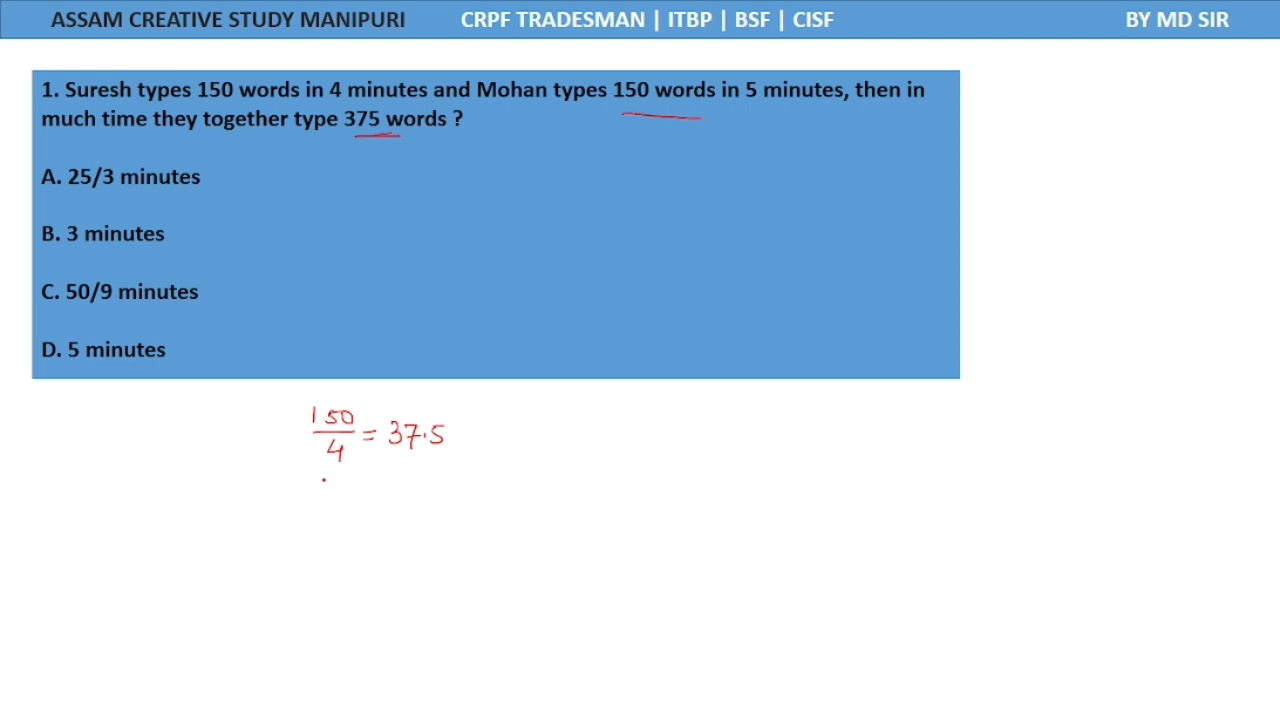 ASSAM CREATIVE STUDY MANIPURI CRPF TRADESMAN | ITBP | BSF | CISF BY MD SIR
1. Suresh types 150 words in 4 minutes and Mohan types 150 words in 5 minutes, then in
much time they together type 375 words ?
A. 25/3 minutes
B. 3 minutes
C. 50/9 minutes
D. 5 minutes
150/4 = 37.5